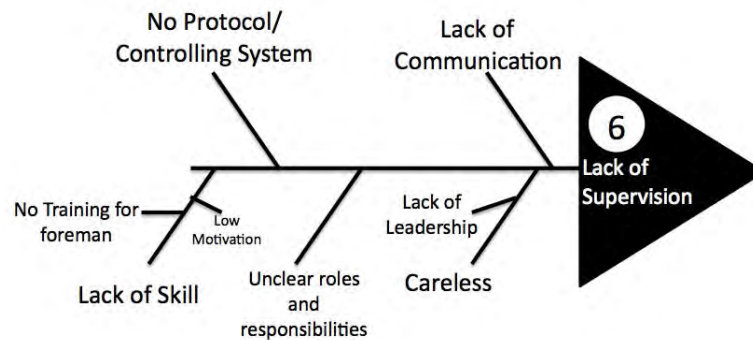 No Protocol/
Controlling System
Lack of
Communication
6
Lack of
Supervision
No Training for
foreman
Low
Motivation
Lack of
Leadership
Lack of Skill
Unclear roles
and
responsibilities
Careless